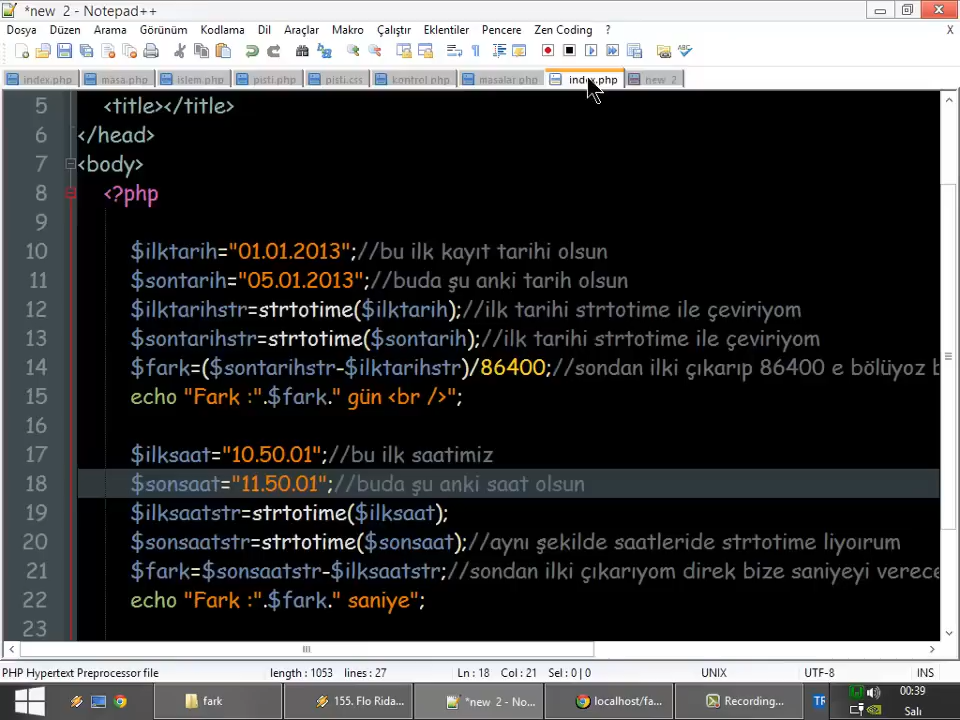 *new 2 - Notepad++
Dosya Düzen Arama Görünüm Kodlama Dil Araçlar Makro Çalıştır Eklentiler Pencere Zen Coding ? X
index.php masa.php islem.php pisti.php pisti.css kontrol.php masalar.php index.php new 2
5 <title></title>
6 </head>
7 <body>
8 <?php
9
10 $ilktarih="01.01.2013";//bu ilk kayıt tarihi olsun
11 $sontarih="05.01.2013";//buda şu anki tarih olsun
12 $ilktarihstr=strtotime($ilktarih);//ilk tarihi strtotime ile çeviriyom
13 $sontarihstr=strtotime($sontarih);//ilk tarihi strtotime ile çeviriyom
14 $fark=($sontarihstr-$ilktarihstr)/86400;//sondan ilki çıkarıp 86400 e bölüyoz b
15 echo "Fark :".$fark." gün <br />";
16
17 $ilksaat="10.50.01";//bu ilk saatimiz
18 $sonsaat="11.50.01";//buda şu anki saat olsun
19 $ilksaatstr=strtotime($ilksaat);
20 $sonsaatstr=strtotime($sonsaat);//aynı şekilde saatleride strtotime liyoırum
21 $fark=$sonsaatstr-$ilksaatstr;//sondan ilki çıkarıyom direk bize saniyeyi verece
22 echo "Fark :".$fark." saniye";
23
PHP Hypertext Preprocessor file length : 1053 lines : 27 Ln : 18 Col : 21 Sel : 0 | 0 UNIX UTF-8 INS
fark 155. Flo Rida... *new 2 - No... localhost/fa... Recording... TR 00:39
Salı